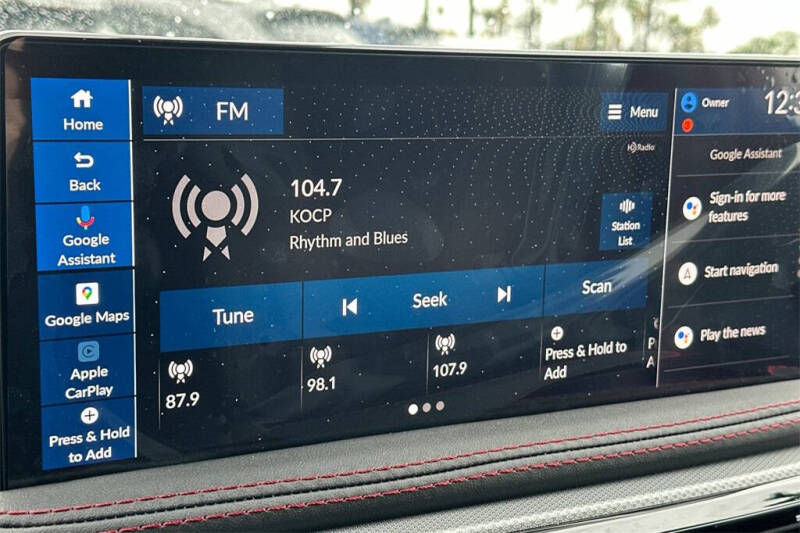 Home
Back
Google
Assistant
Google Maps
Apple
CarPlay
Press & Hold
to Add
FM
Menu
HD Radio
104.7
KOCP
Rhythm and Blues
Station
List
Tune
Seek
Scan
87.9
98.1
107.9
Press & Hold to
Add
P
A
Owner
12:3
Google Assistant
Sign-in for more
features
Start navigation
Play the news